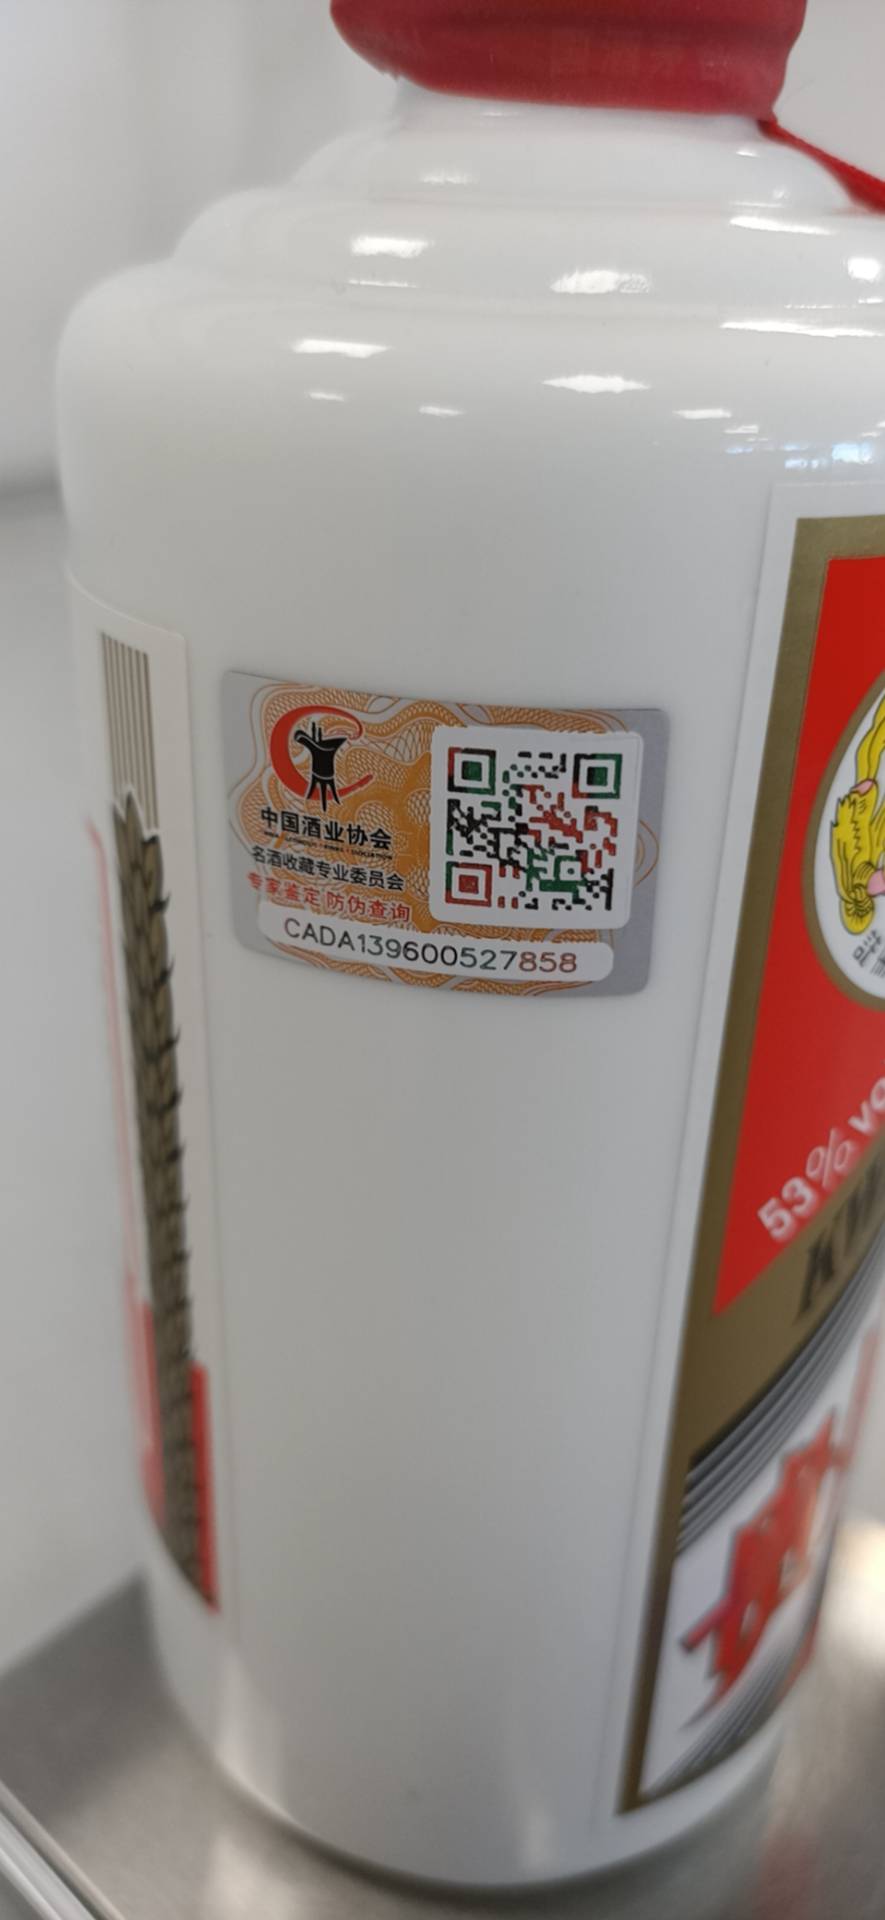 中国酒业协会
名酒收藏专业委员会
专家鉴定 防伪查询
CADA139600527858
53% vo
KW